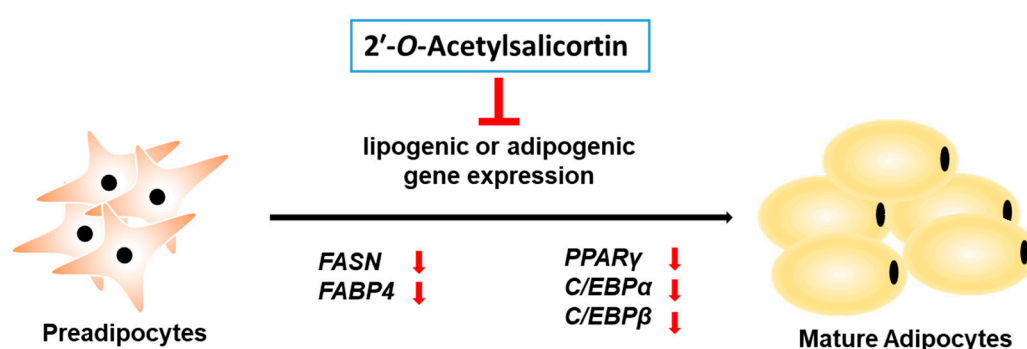 2′-O-Acetylsalicortin
lipogenic or adipogenic
gene expression
FASN
FABP4
PPARγ
C/EBPα
C/EBPβ
Preadipocytes
Mature Adipocytes